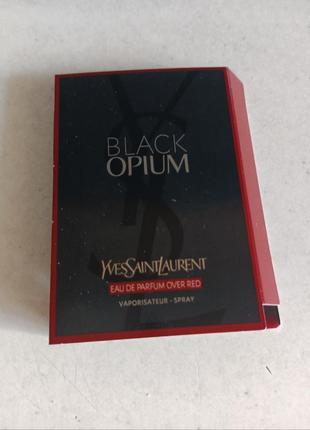 BLACK
OPIUM
YVESSAINTLAURENT
EAU DE PARFUM OVER RED
VAPORISATEUR - SPRAY